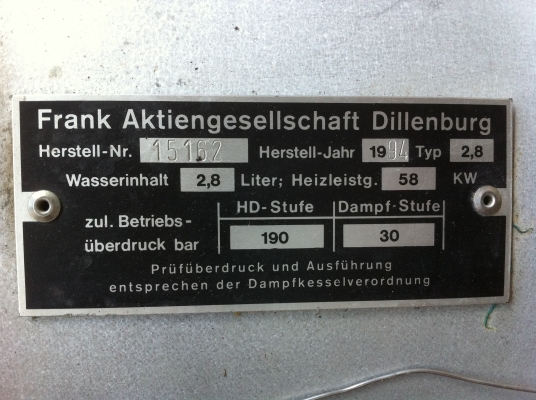 Frank Aktiengesellschaft Dillenburg
Herstell-Nr. 15162 Herstell-Jahr 1994 Typ 2,8
Wasserinhalt 2,8 Liter; Heizleistg. 58 KW
HD-Stufe Dampf-Stufe
zul. Betriebs-
überdruck bar 190 30
Prüfüberdruck und Ausführung
entsprechen der Dampfkesselverordnung